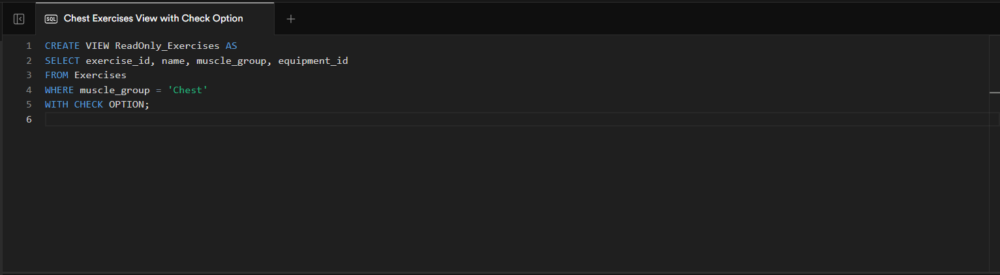 SQL Chest Exercises View with Check Option +
1 CREATE VIEW ReadOnly_Exercises AS
2 SELECT exercise_id, name, muscle_group, equipment_id
3 FROM Exercises
4 WHERE muscle_group = 'Chest'
5 WITH CHECK OPTION;
6